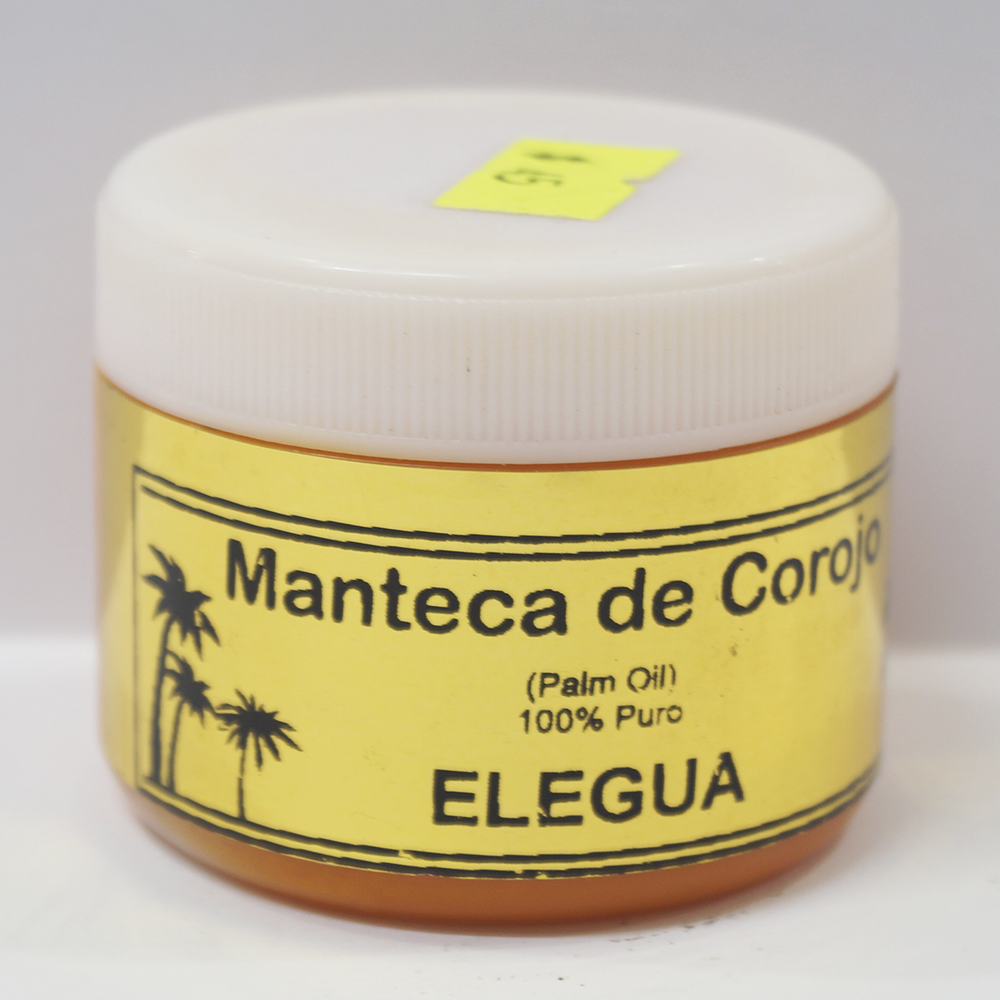 Manteca de Corojo
(Palm Oil)
100% Puro
ELEGUA